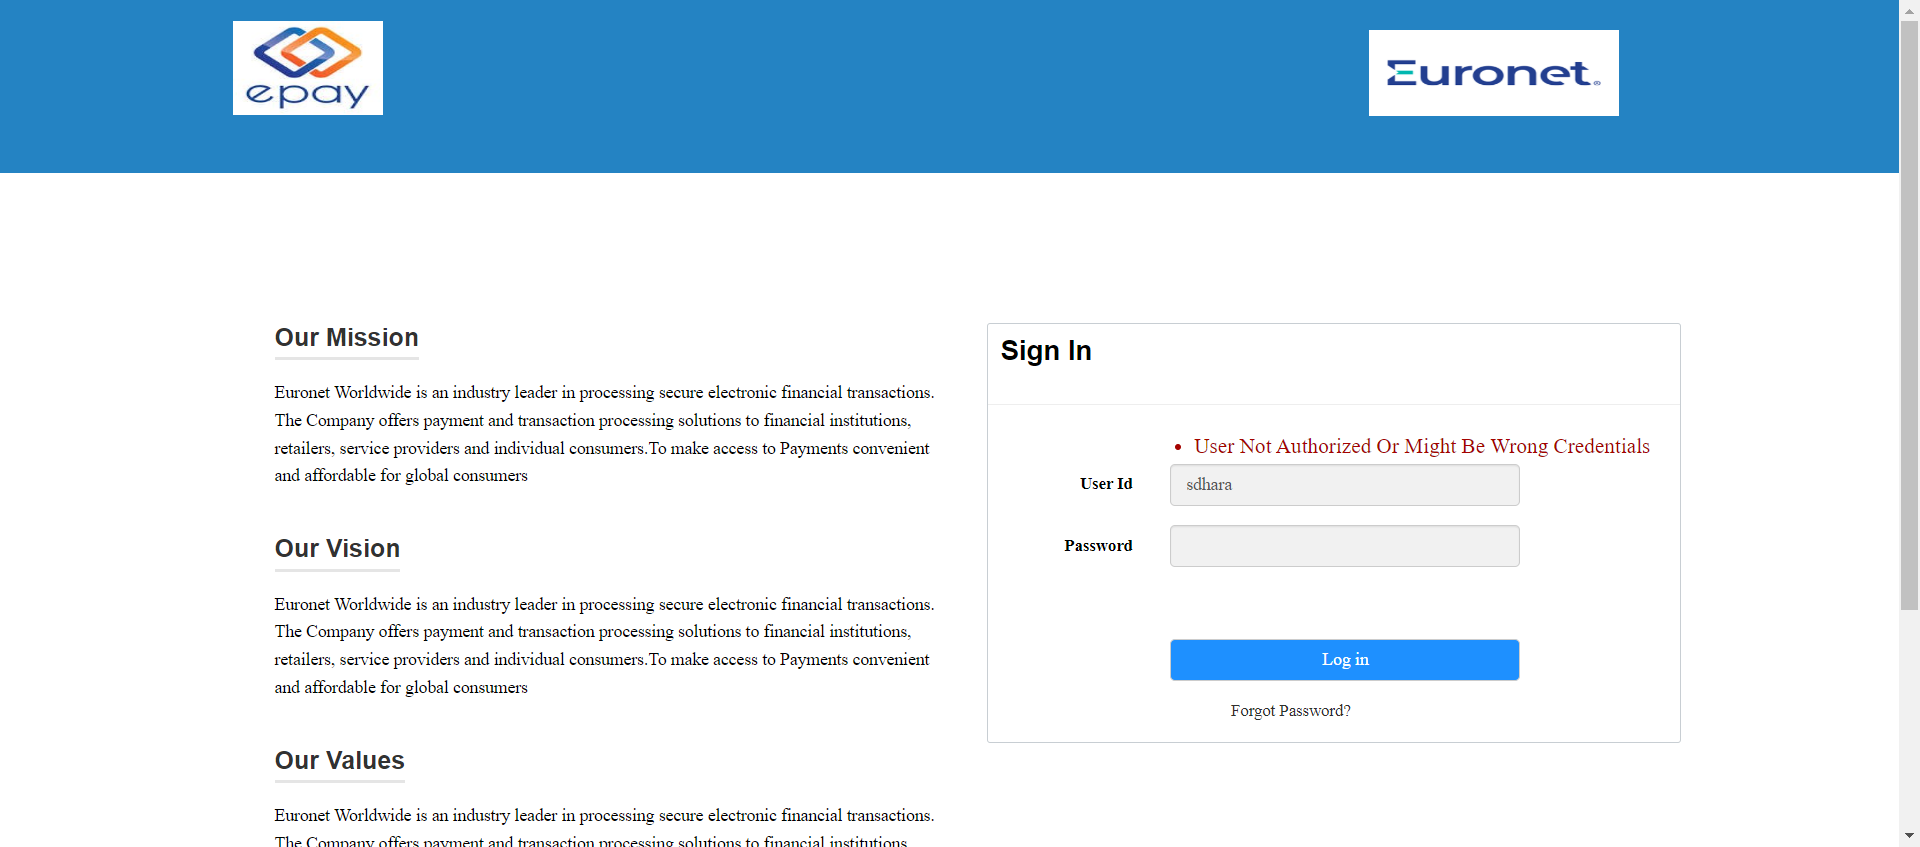 epay
Euronet®
Our Mission
Euronet Worldwide is an industry leader in processing secure electronic financial transactions.
The Company offers payment and transaction processing solutions to financial institutions,
retailers, service providers and individual consumers.To make access to Payments convenient
and affordable for global consumers
Our Vision
Euronet Worldwide is an industry leader in processing secure electronic financial transactions.
The Company offers payment and transaction processing solutions to financial institutions,
retailers, service providers and individual consumers.To make access to Payments convenient
and affordable for global consumers
Our Values
Euronet Worldwide is an industry leader in processing secure electronic financial transactions.
The Company offers payment and transaction processing solutions to financial institutions,
Sign In
• User Not Authorized Or Might Be Wrong Credentials
User Id
sdhara
Password
Log in
Forgot Password?